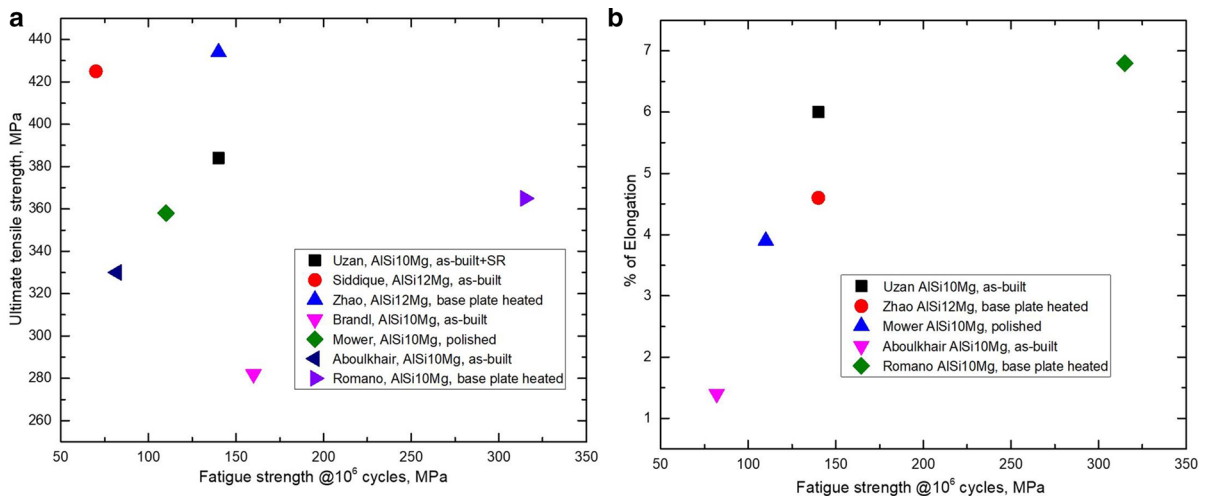 a
Ultimate tensile strength, MPa
440
420
400
380
360
340
320
300
280
260
50 100 150 200 250 300 350
Fatigue strength @10⁶ cycles, MPa
Uzan, AlSi10Mg, as-built+SR
Siddique, AlSi12Mg, as-built
Zhao, AlSi12Mg, base plate heated
Brandl, AlSi10Mg, as-built
Mower, AlSi10Mg, polished
Aboulkhair, AlSi10Mg, as-built
Romano, AlSi10Mg, base plate heated
b
% of Elongation
7
6
5
4
3
2
1
50 100 150 200 250 300 350
Fatigue strength @10⁶ cycles, MPa
Uzan AlSi10Mg, as-built
Zhao AlSi12Mg, base plate heated
Mower AlSi10Mg, polished
Aboulkhair AlSi10Mg, as-built
Romano AlSi10Mg, base plate heated